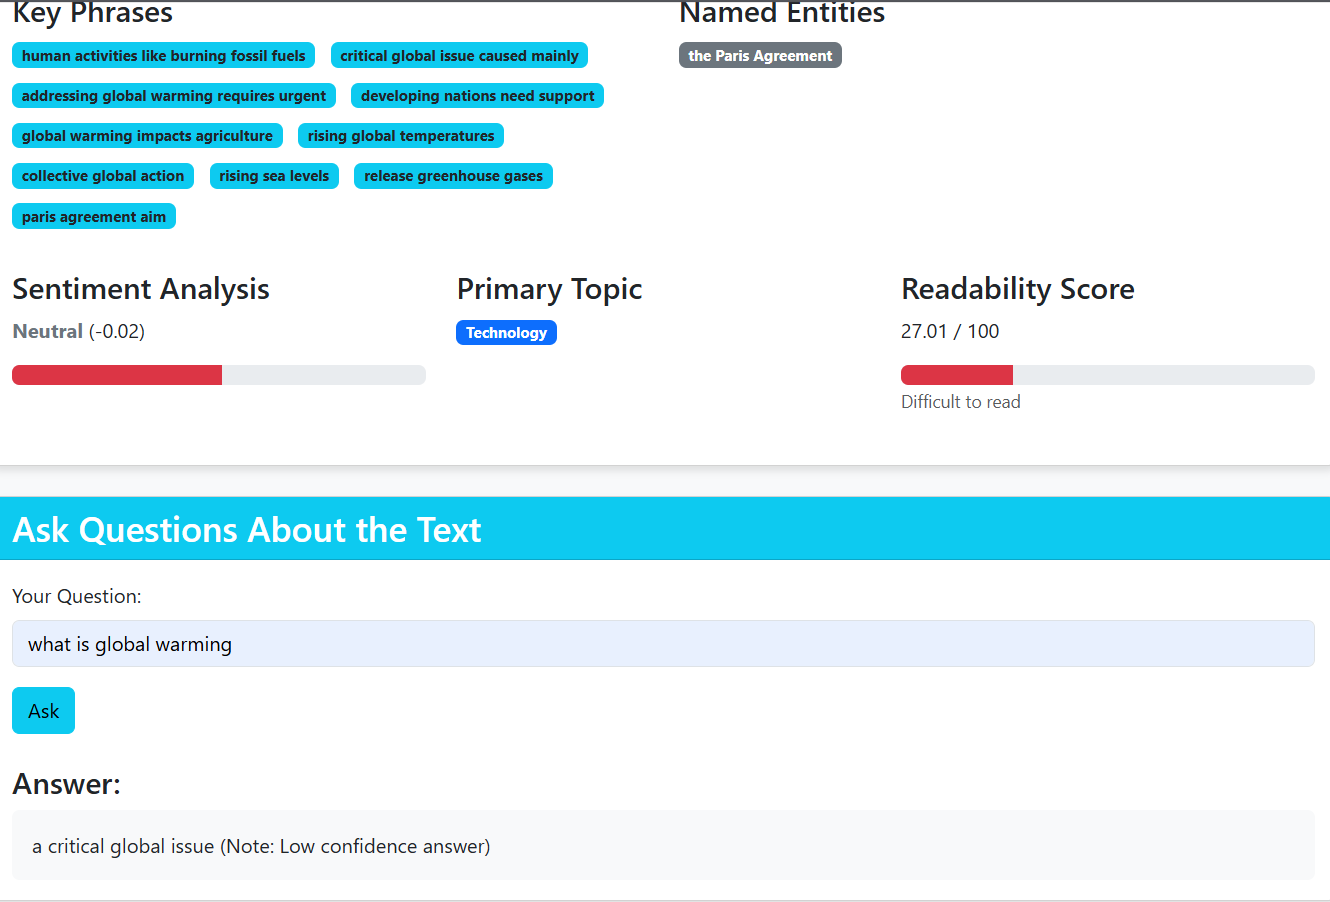 Key Phrases
human activities like burning fossil fuels critical global issue caused mainly
addressing global warming requires urgent developing nations need support
global warming impacts agriculture rising global temperatures
collective global action rising sea levels release greenhouse gases
paris agreement aim
Named Entities
the Paris Agreement
Sentiment Analysis
Neutral (-0.02)
Primary Topic
Technology
Readability Score
27.01 / 100
Difficult to read
Ask Questions About the Text
Your Question:
what is global warming
Ask
Answer:
a critical global issue (Note: Low confidence answer)